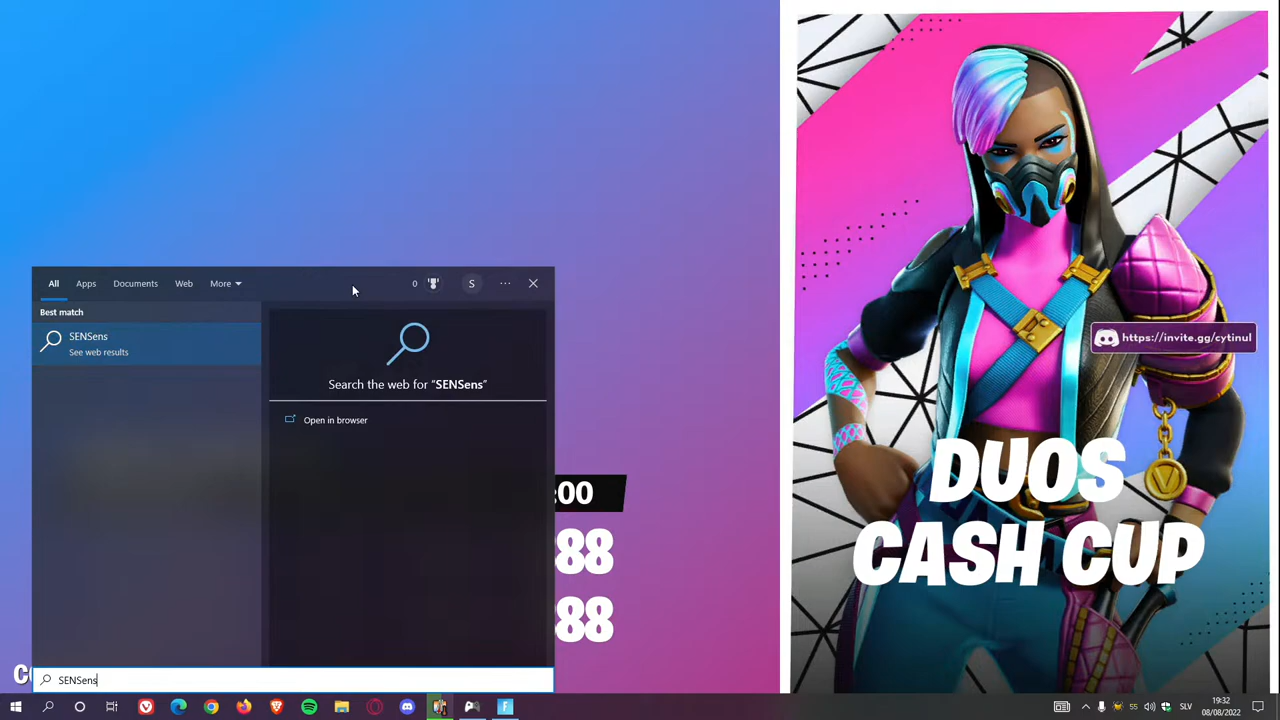 All Apps Documents Web More 0 S ...
Best match
SENSens
See web results
Search the web for “SENSens”
Open in browser
:00
88
88
SENSens
https://invite.gg/cytinul
DUOS
CASH CUP
V
55 SLV
19:32
08/08/2022